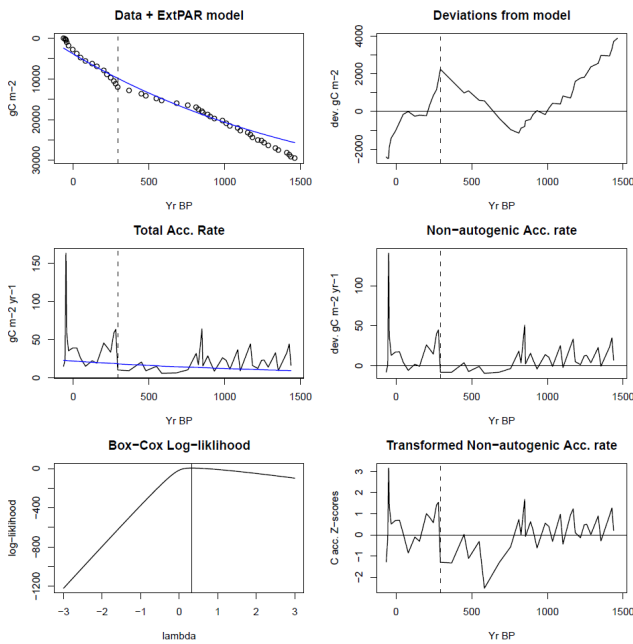 Data + ExtPAR model
gC m−2
0
10000
20000
30000
0
500
1000
1500
Yr BP
Deviations from model
dev. gC m−2
−2000
0
2000
4000
0
500
1000
1500
Yr BP
Total Acc. Rate
gC m−2 yr−1
0
50
100
150
0
500
1000
1500
Yr BP
Non−autogenic Acc. rate
dev. gC m−2 yr−1
0
50
100
0
500
1000
1500
Yr BP
Box−Cox Log−liklihood
log−liklihood
−1200
−800
−400
0
−3
−2
−1
0
1
2
3
lambda
Transformed Non−autogenic Acc. rate
C acc. Z−scores
−2
−1
0
1
2
3
0
500
1000
1500
Yr BP